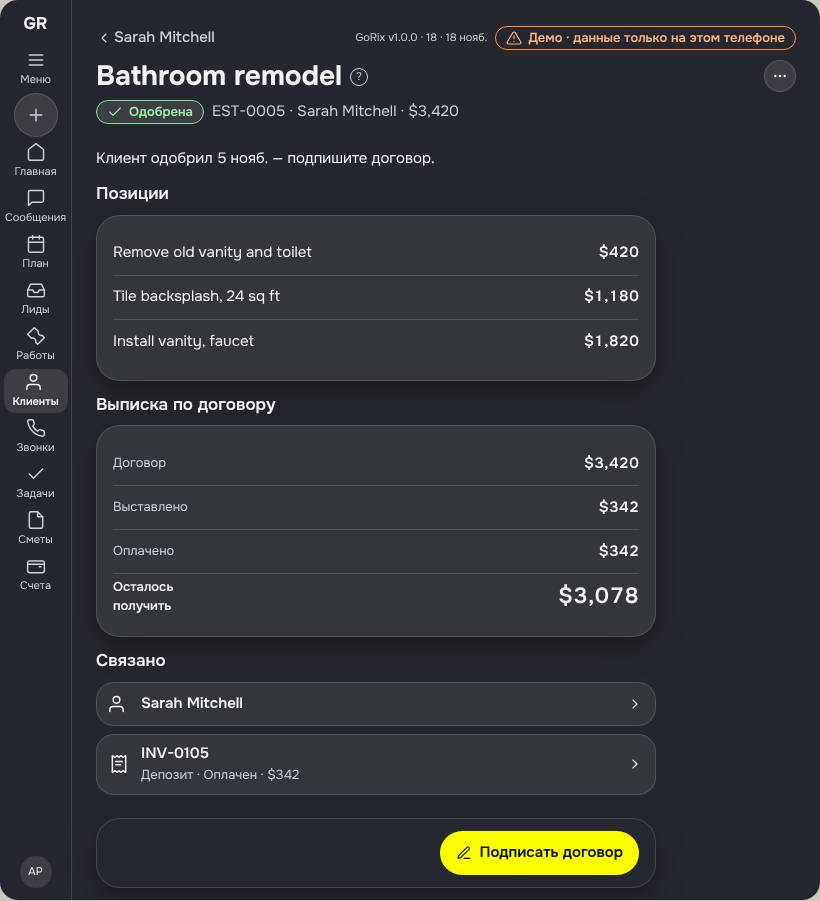 GR
Меню
Главная
Сообщения
План
Лиды
Работы
Клиенты
Звонки
Задачи
Сметы
Счета
AP
Sarah Mitchell
GoRix v1.0.0 · 18 · 18 нояб.
Демо · данные только на этом телефоне
Bathroom remodel ?
Одобрена EST-0005 · Sarah Mitchell · $3,420
Клиент одобрил 5 нояб. — подпишите договор.
Позиции
Remove old vanity and toilet $420
Tile backsplash, 24 sq ft $1,180
Install vanity, faucet $1,820
Выписка по договору
Договор $3,420
Выставлено $342
Оплачено $342
Осталось
получить $3,078
Связано
Sarah Mitchell
INV-0105
Депозит · Оплачен · $342
Подписать договор